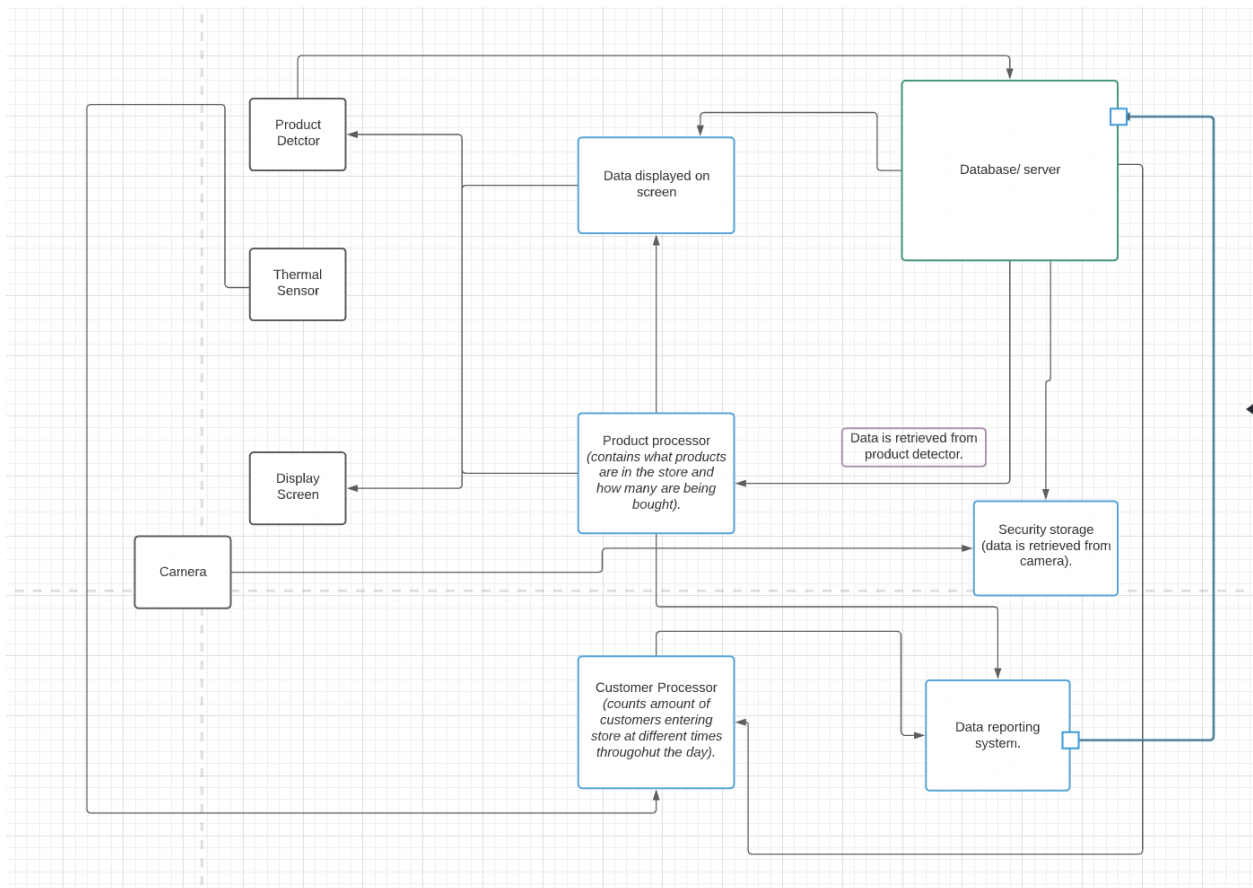 Product
Detctor
Data displayed on
screen
Database/ server
Thermal
Sensor
Product processor
(contains what products
are in the store and
how many are being
bought).
Data is retrieved from
product detector.
Display
Screen
Security storage
(data is retrieved from
camera).
Camera
Customer Processor
(counts amount of
customers entering
store at different times
througohut the day).
Data reporting
system.